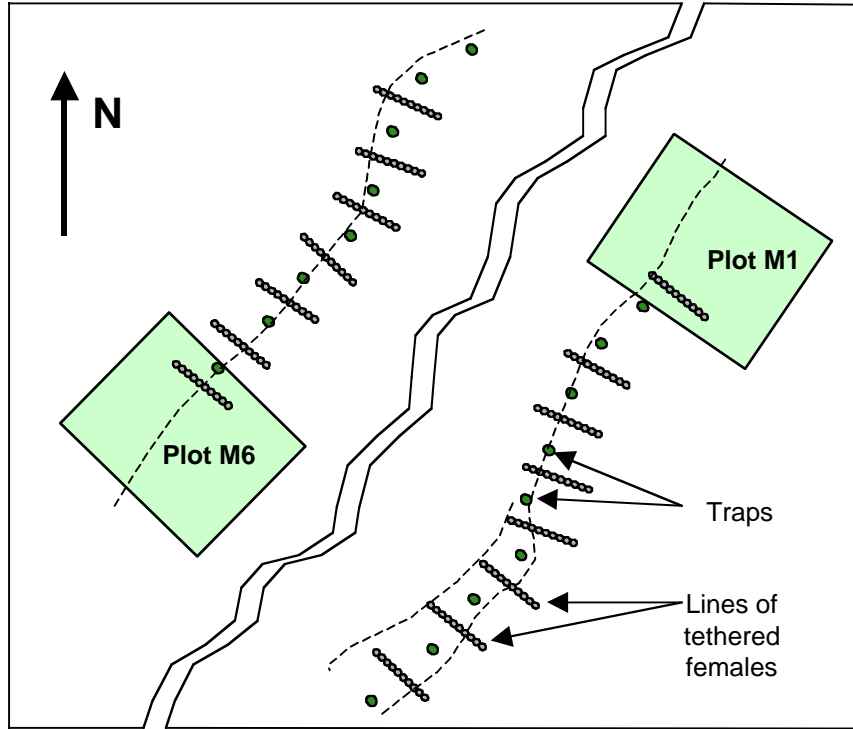 N
Plot M1
Plot M6
Traps
Lines of
tethered
females